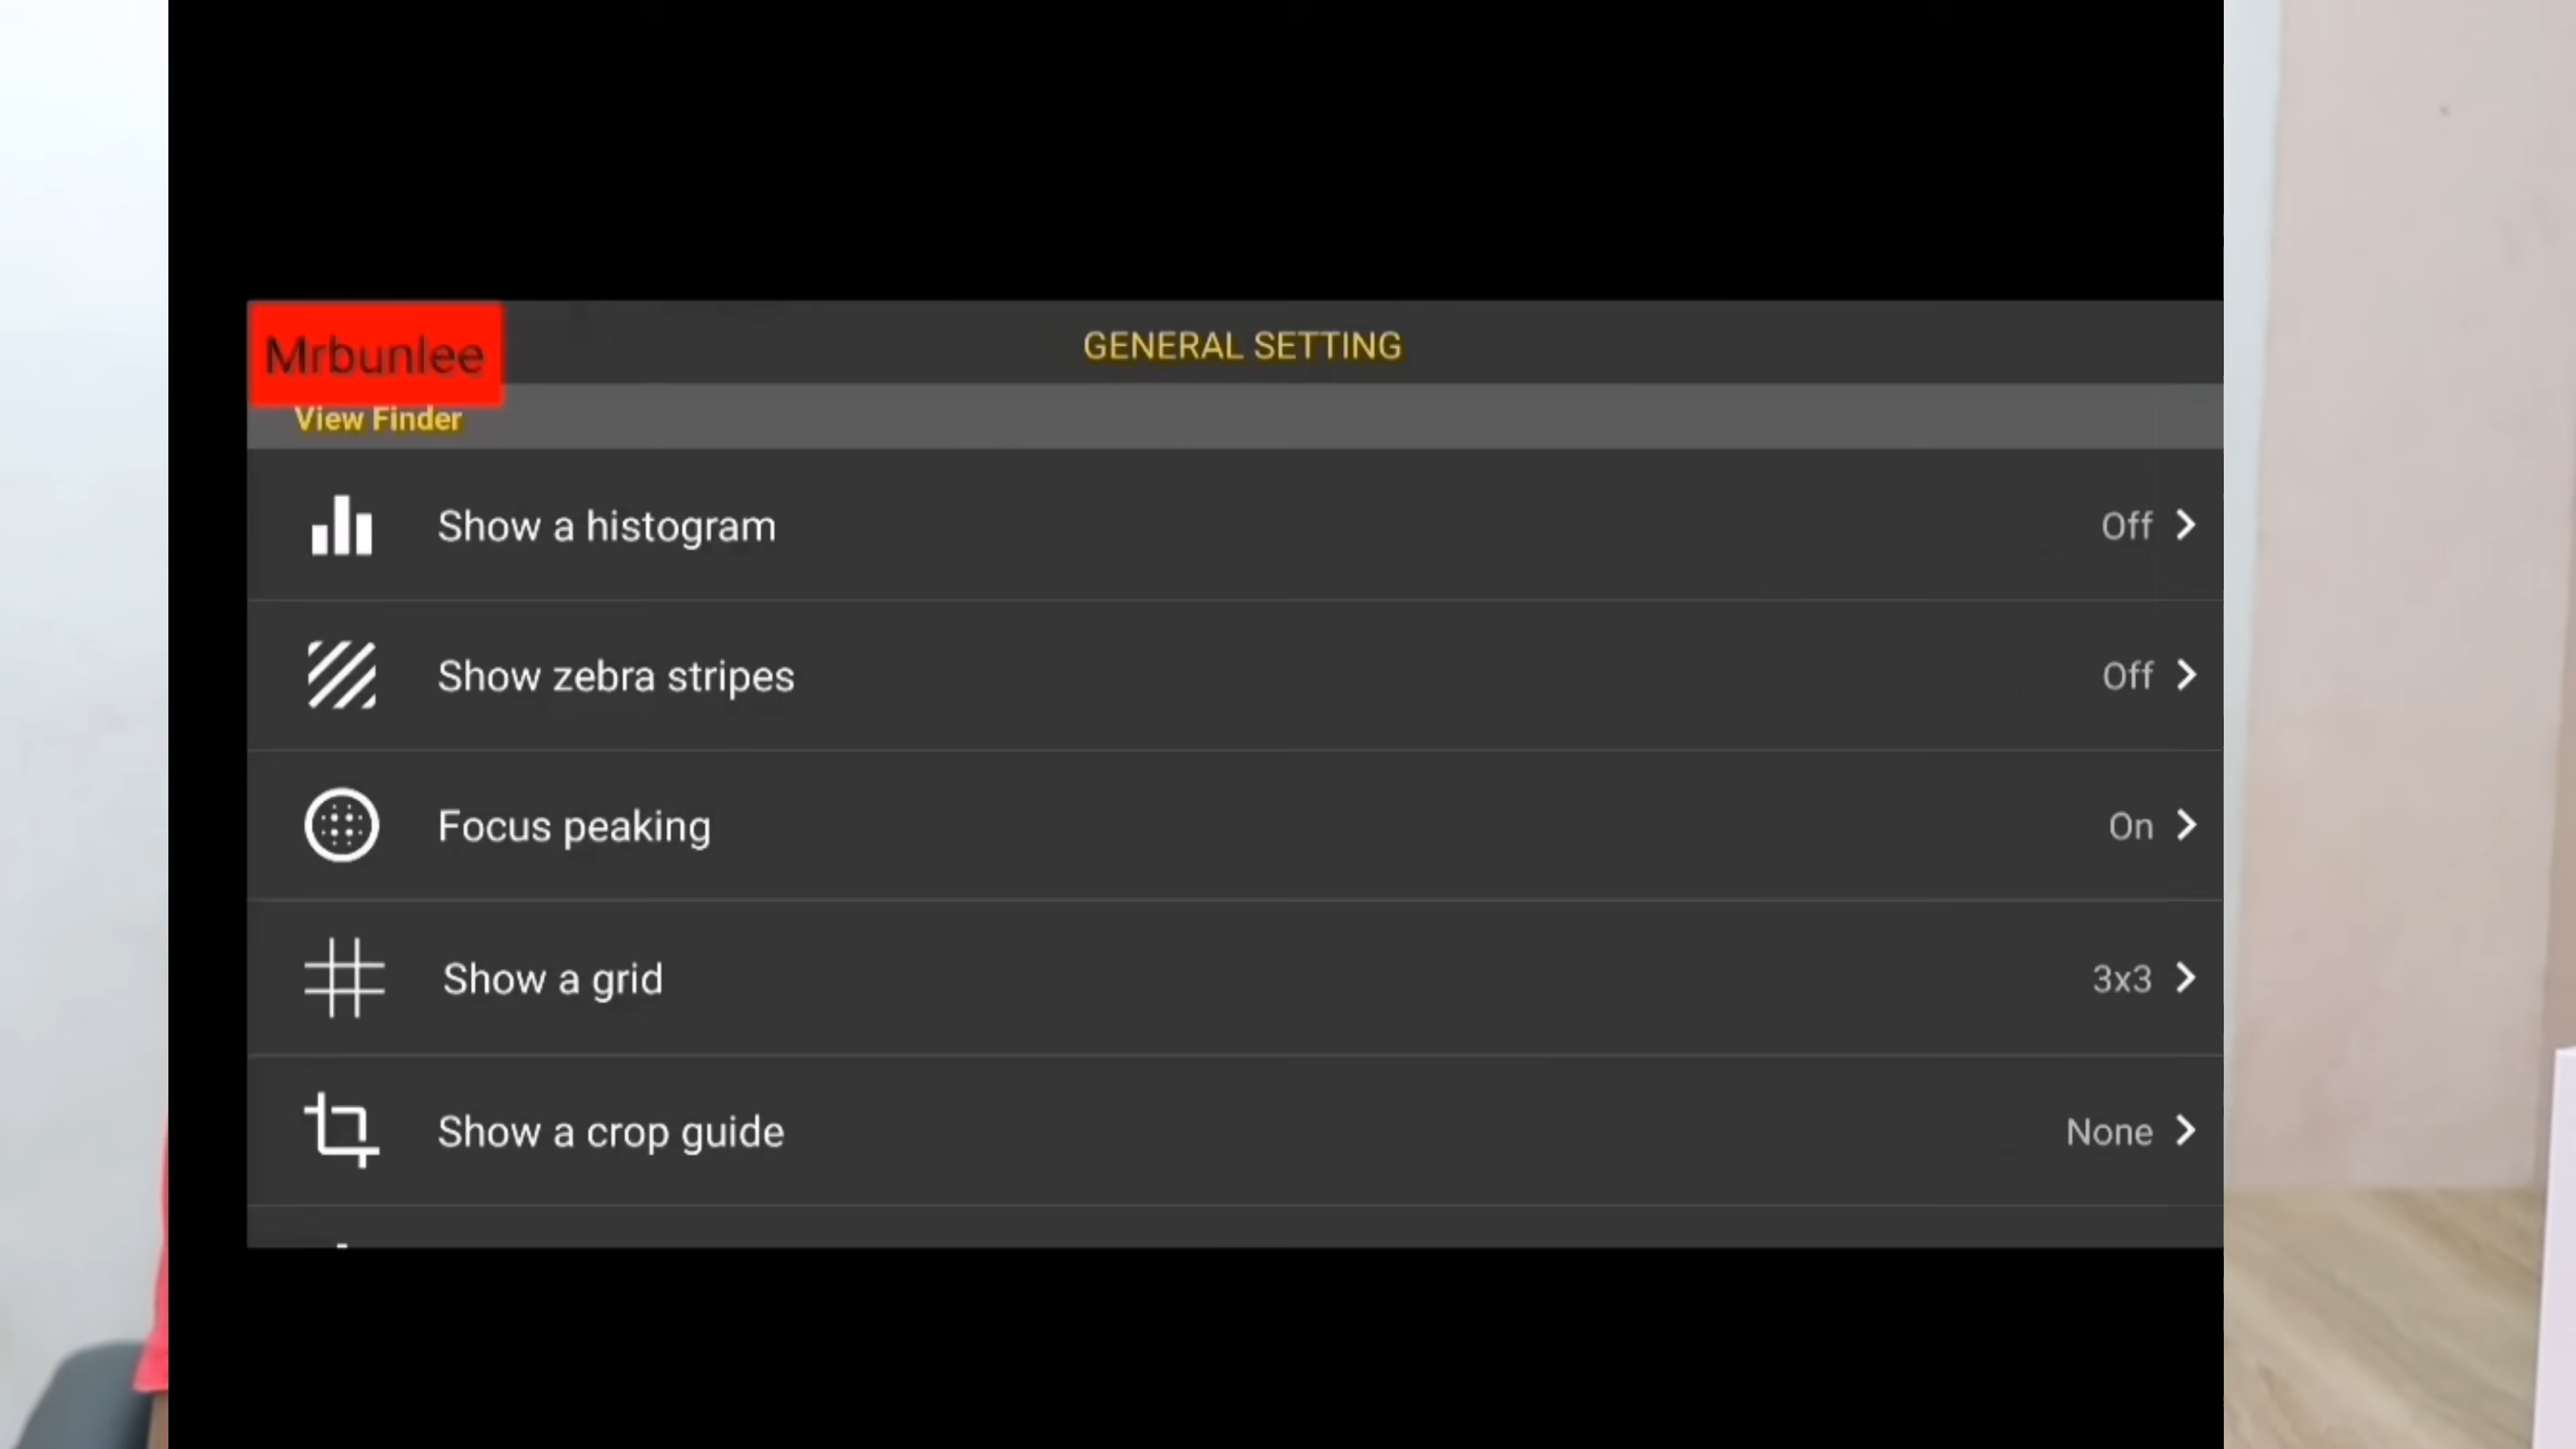 Mrbunlee
GENERAL SETTING
View Finder
Show a histogram
Off
Show zebra stripes
Off
Focus peaking
On
Show a grid
3x3
Show a crop guide
None